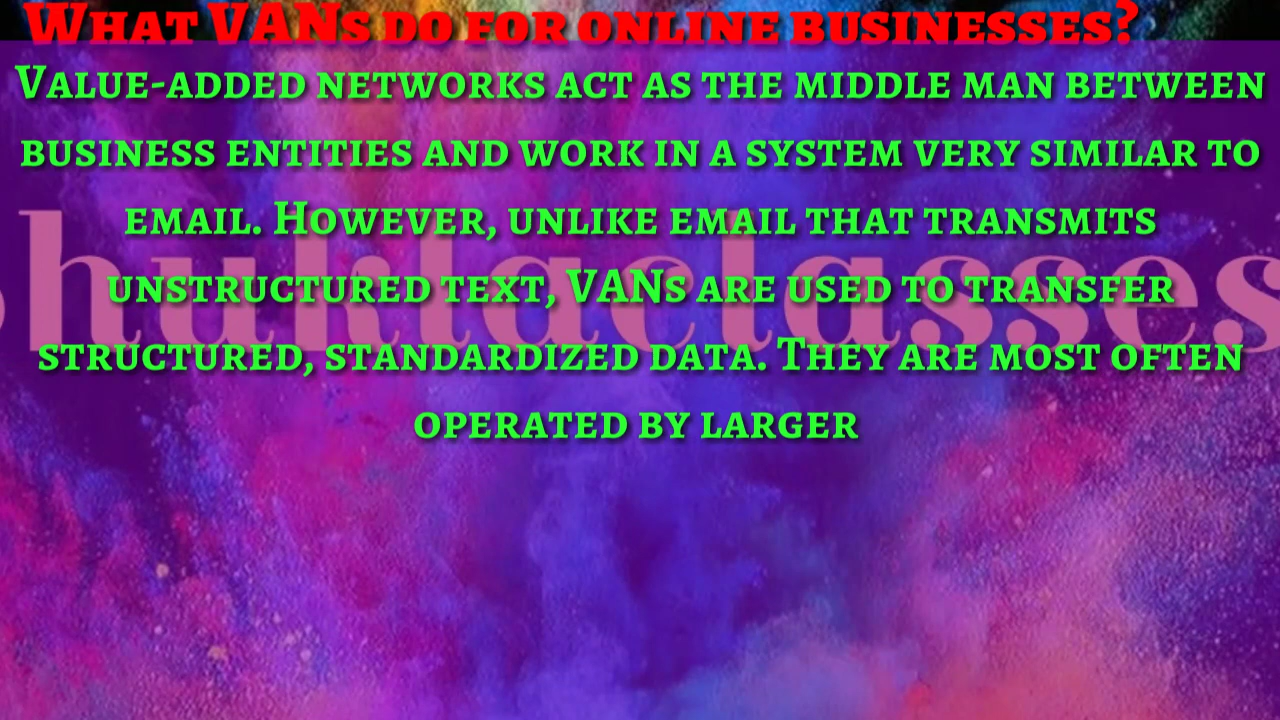 What VANs do for online businesses?
Value-added networks act as the middle man between
business entities and work in a system very similar to
email. However, unlike email that transmits
unstructured text, VANs are used to transfer
structured, standardized data. They are most often
operated by larger
huklaclasses